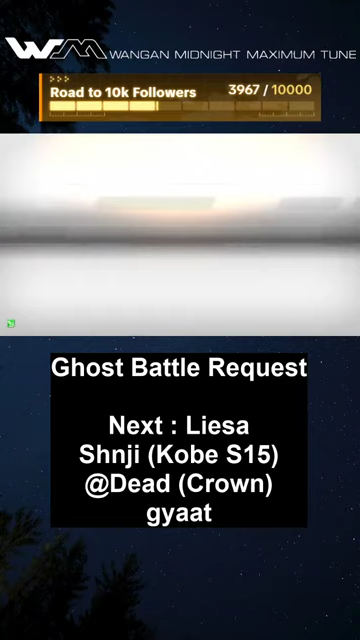 WM WANGAN MIDNIGHT MAXIMUM TUNE
Road to 10k Followers 3967 / 10000
Ghost Battle Request
Next : Liesa
Shnji (Kobe S15)
@Dead (Crown)
gyaat